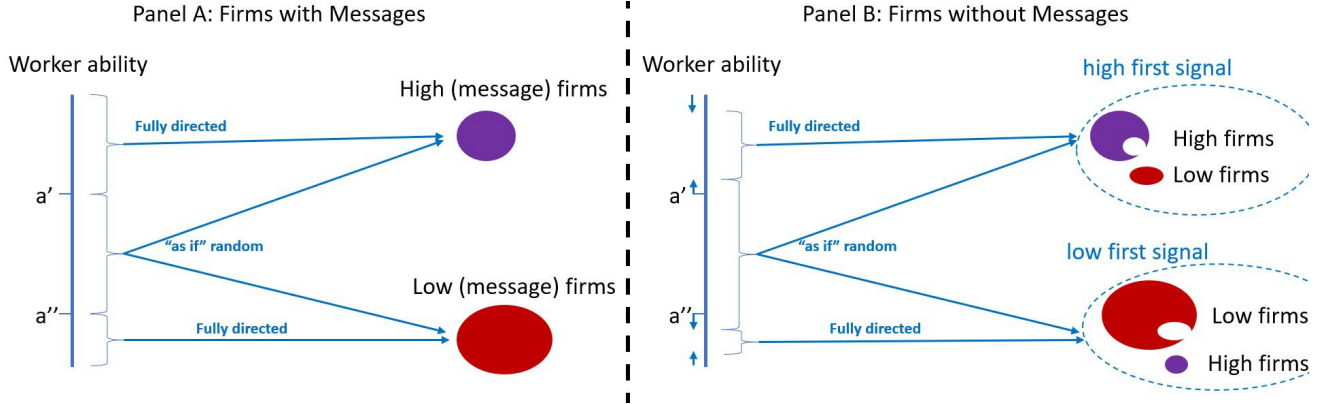 Panel A: Firms with Messages
Worker ability
High (message) firms
Fully directed
a'
“as if” random
Low (message) firms
a''
Fully directed
Panel B: Firms without Messages
Worker ability
high first signal
Fully directed
High firms
Low firms
a'
“as if” random
low first signal
a''
Fully directed
Low firms
High firms